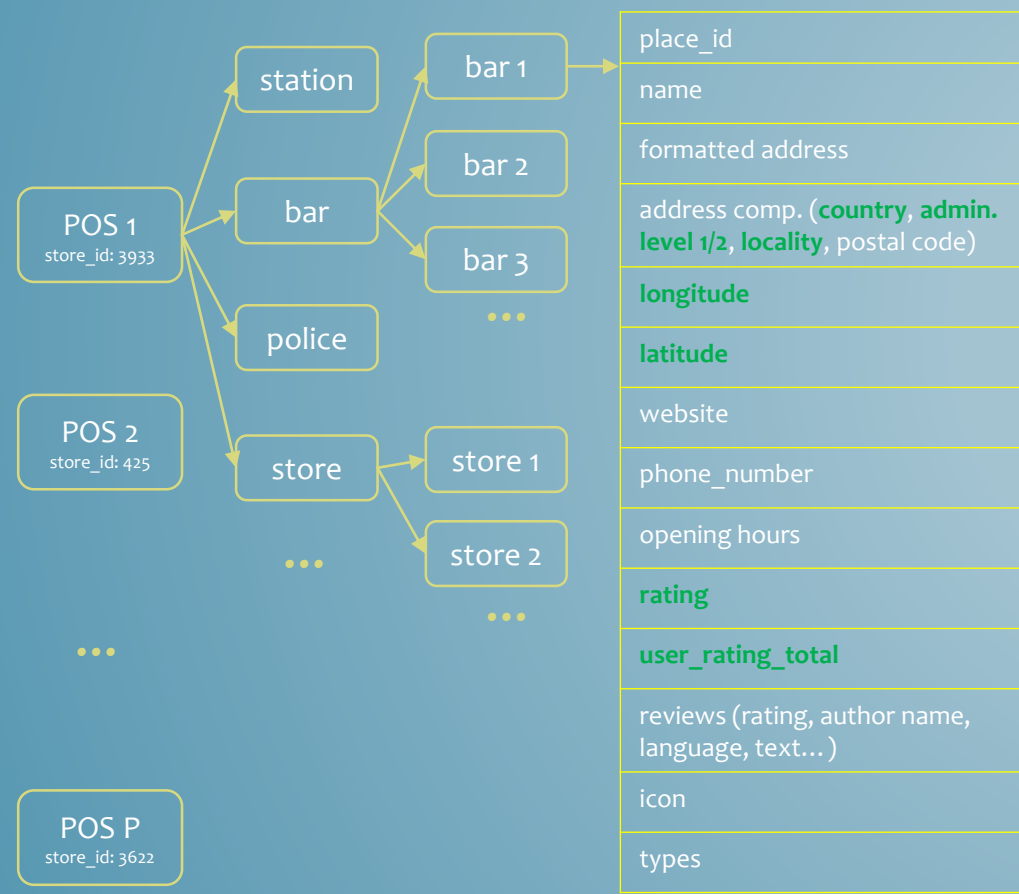 POS 1
store_id: 3933
POS 2
store_id: 425
...
POS P
store_id: 3622
station
bar
police
store
...
bar 1
bar 2
bar 3
...
store 1
store 2
...
place_id
name
formatted address
address comp. (country, admin.
level 1/2, locality, postal code)
longitude
latitude
website
phone_number
opening hours
rating
user_rating_total
reviews (rating, author name,
language, text...)
icon
types